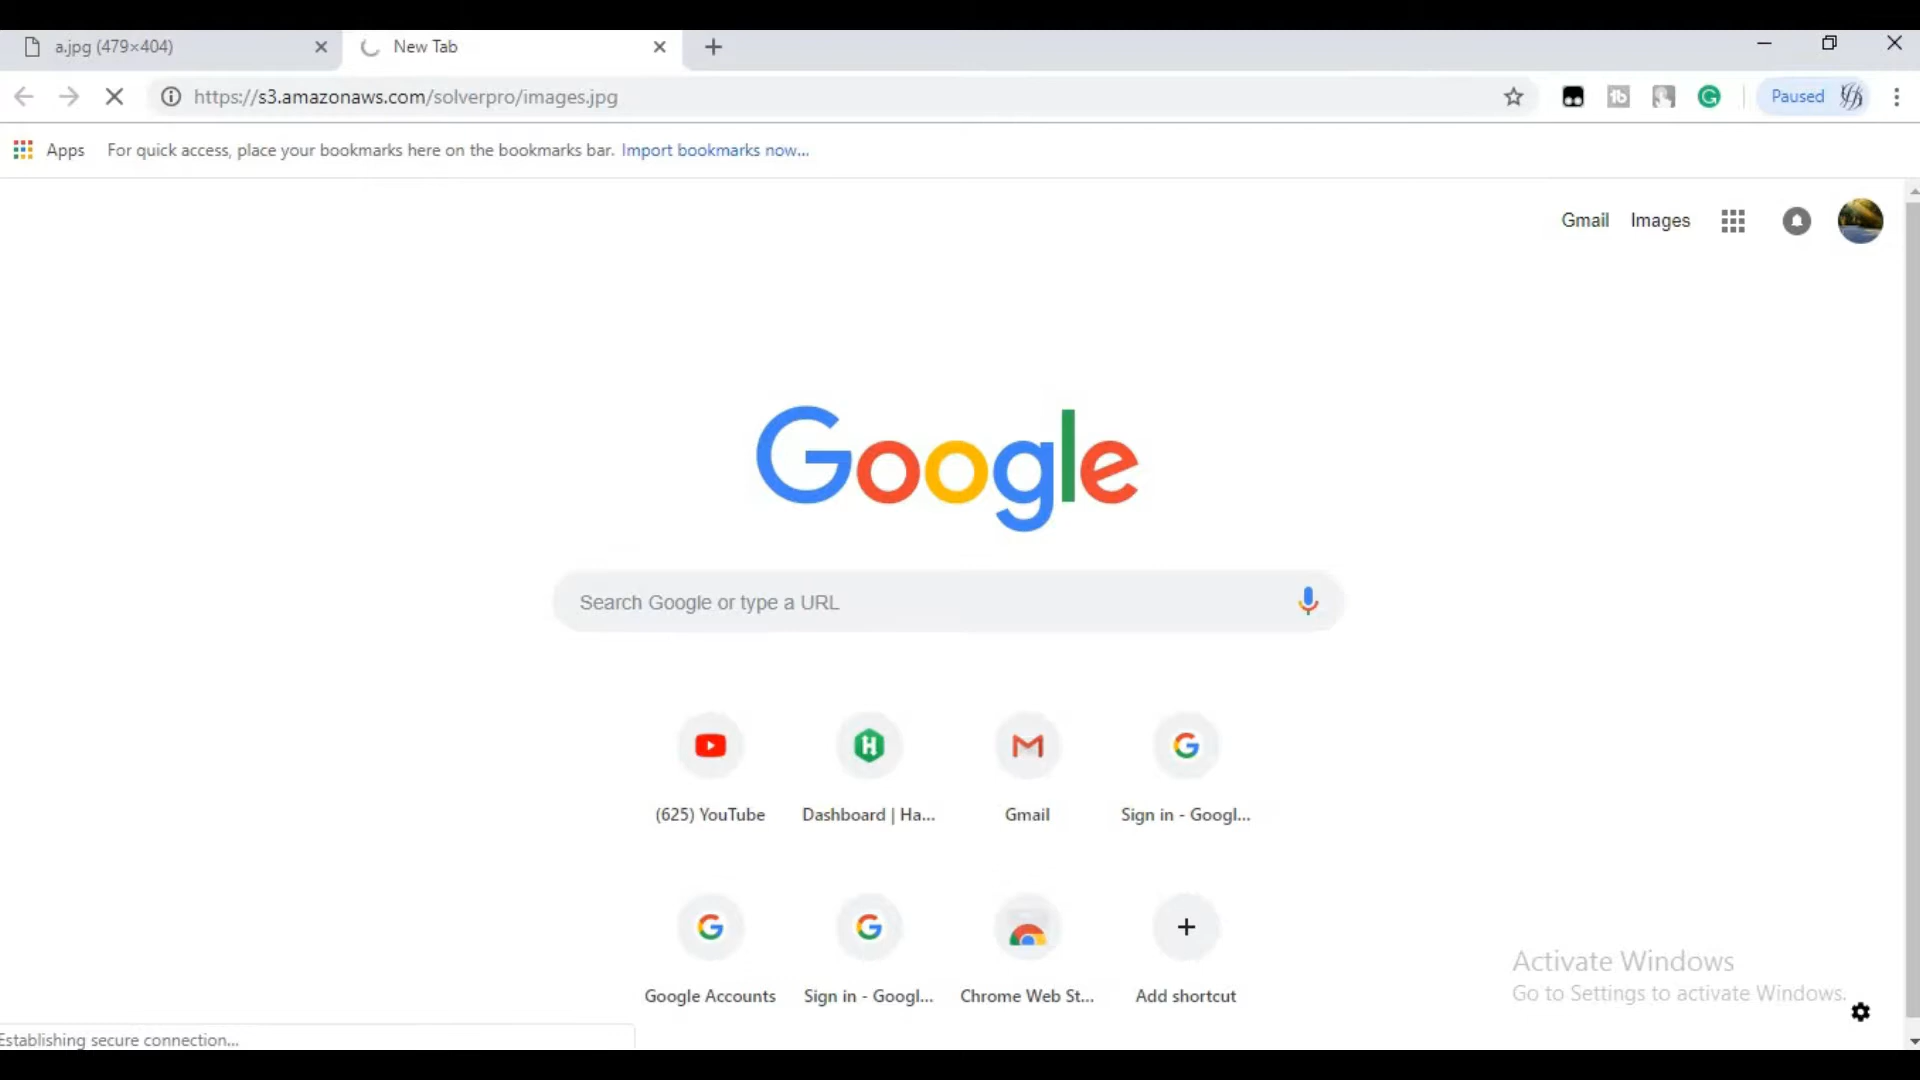 a.jpg (479×404)
New Tab
https://s3.amazonaws.com/solverpro/images.jpg
Paused
Apps
For quick access, place your bookmarks here on the bookmarks bar. Import bookmarks now...
Gmail Images
Google
Search Google or type a URL
(625) YouTube
Dashboard | Ha...
Gmail
Sign in - Googl...
Google Accounts
Sign in - Googl...
Chrome Web St...
Add shortcut
Activate Windows
Go to Settings to activate Windows.
Establishing secure connection...